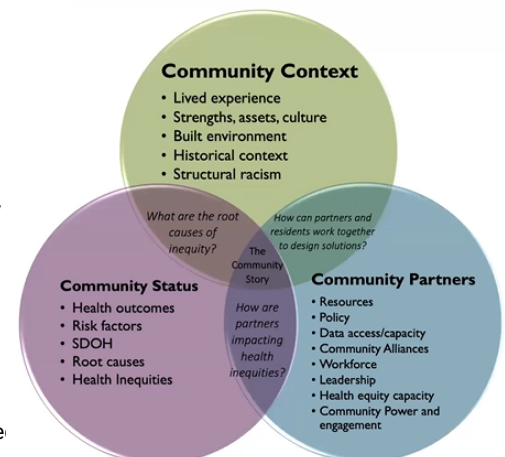 Community Context
• Lived experience
• Strengths, assets, culture
• Built environment
• Historical context
• Structural racism
What are the root
causes of
inequity?
How can partners and
residents work together
to design solutions?
The
Community
Story
Community Status
• Health outcomes
• Risk factors
• SDOH
• Root causes
• Health Inequities
How are
partners
impacting
health
inequities?
Community Partners
• Resources
• Policy
• Data access/capacity
• Community Alliances
• Workforce
• Leadership
• Health equity capacity
• Community Power and
engagement